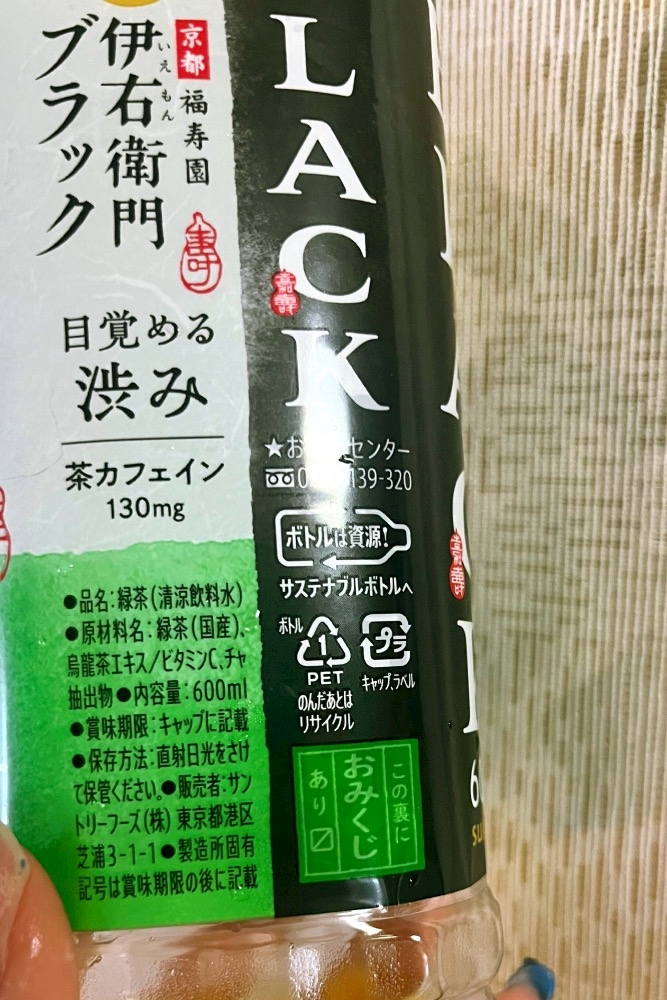 京都
福寿園
伊右衛門
いえもん
ブラック
目覚める
渋み
茶カフェイン
130mg
●品名:緑茶(清涼飲料水)
●原材料名:緑茶(国産)、
烏龍茶エキス/ビタミンC、チャ
抽出物●内容量:600ml
●賞味期限:キャップに記載
●保存方法:直射日光をさけ
て保管ください。●販売者:サン
トリーフーズ(株) 東京都港区
芝浦3-1-1●製造所固有
記号は賞味期限の後に記載
LACK
★お センター
139-320
ボトルは資源!
サステナブルボトルへ
ボトル
1
PET
のんだあとは
リサイクル
プラ
キャップ、ラベル
この裏に
おみくじ
あり